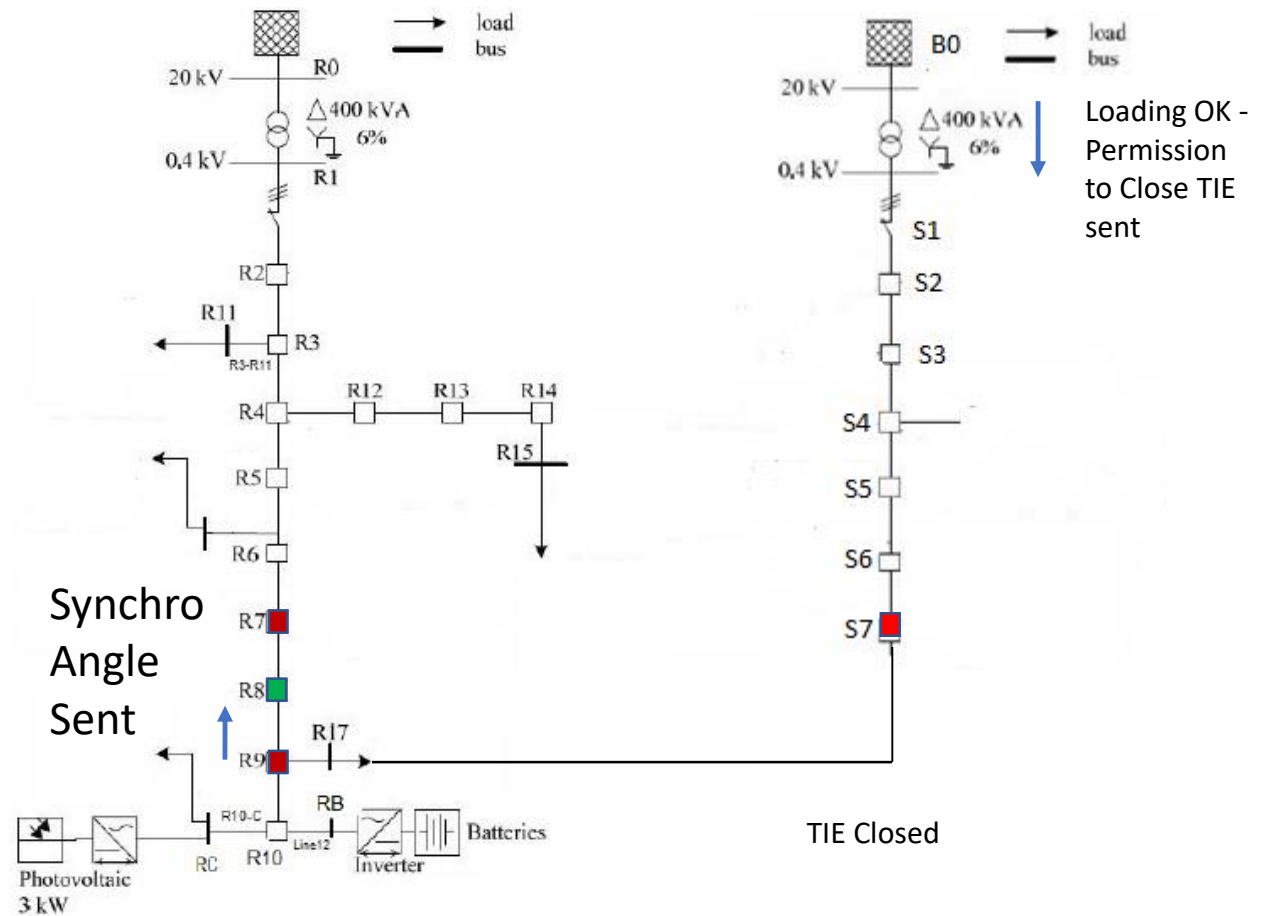 load
bus
20 kV
R0
400 kVA
6%
0,4 kV
R1
R2
R11
R3
R3-R11
R4
R12
R13
R14
R15
R5
R6
Synchro
Angle
Sent
R7
R8
R9
R17
R10-C
RB
Line12
RC
R10
Inverter
Batteries
Photovoltaic
3 kW
load
bus
B0
20 kV
400 kVA
6%
0,4 kV
Loading OK -
Permission
to Close TIE
sent
S1
S2
S3
S4
S5
S6
S7
TIE Closed